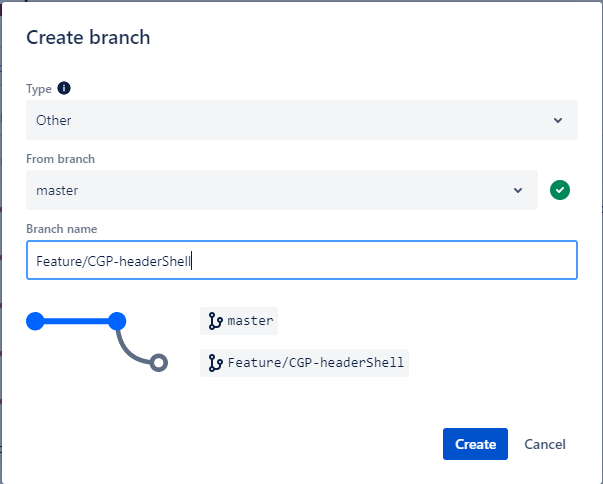 Create branch
Type
Other
From branch
master
Branch name
Feature/CGP-headerShell
master
Feature/CGP-headerShell
Create Cancel